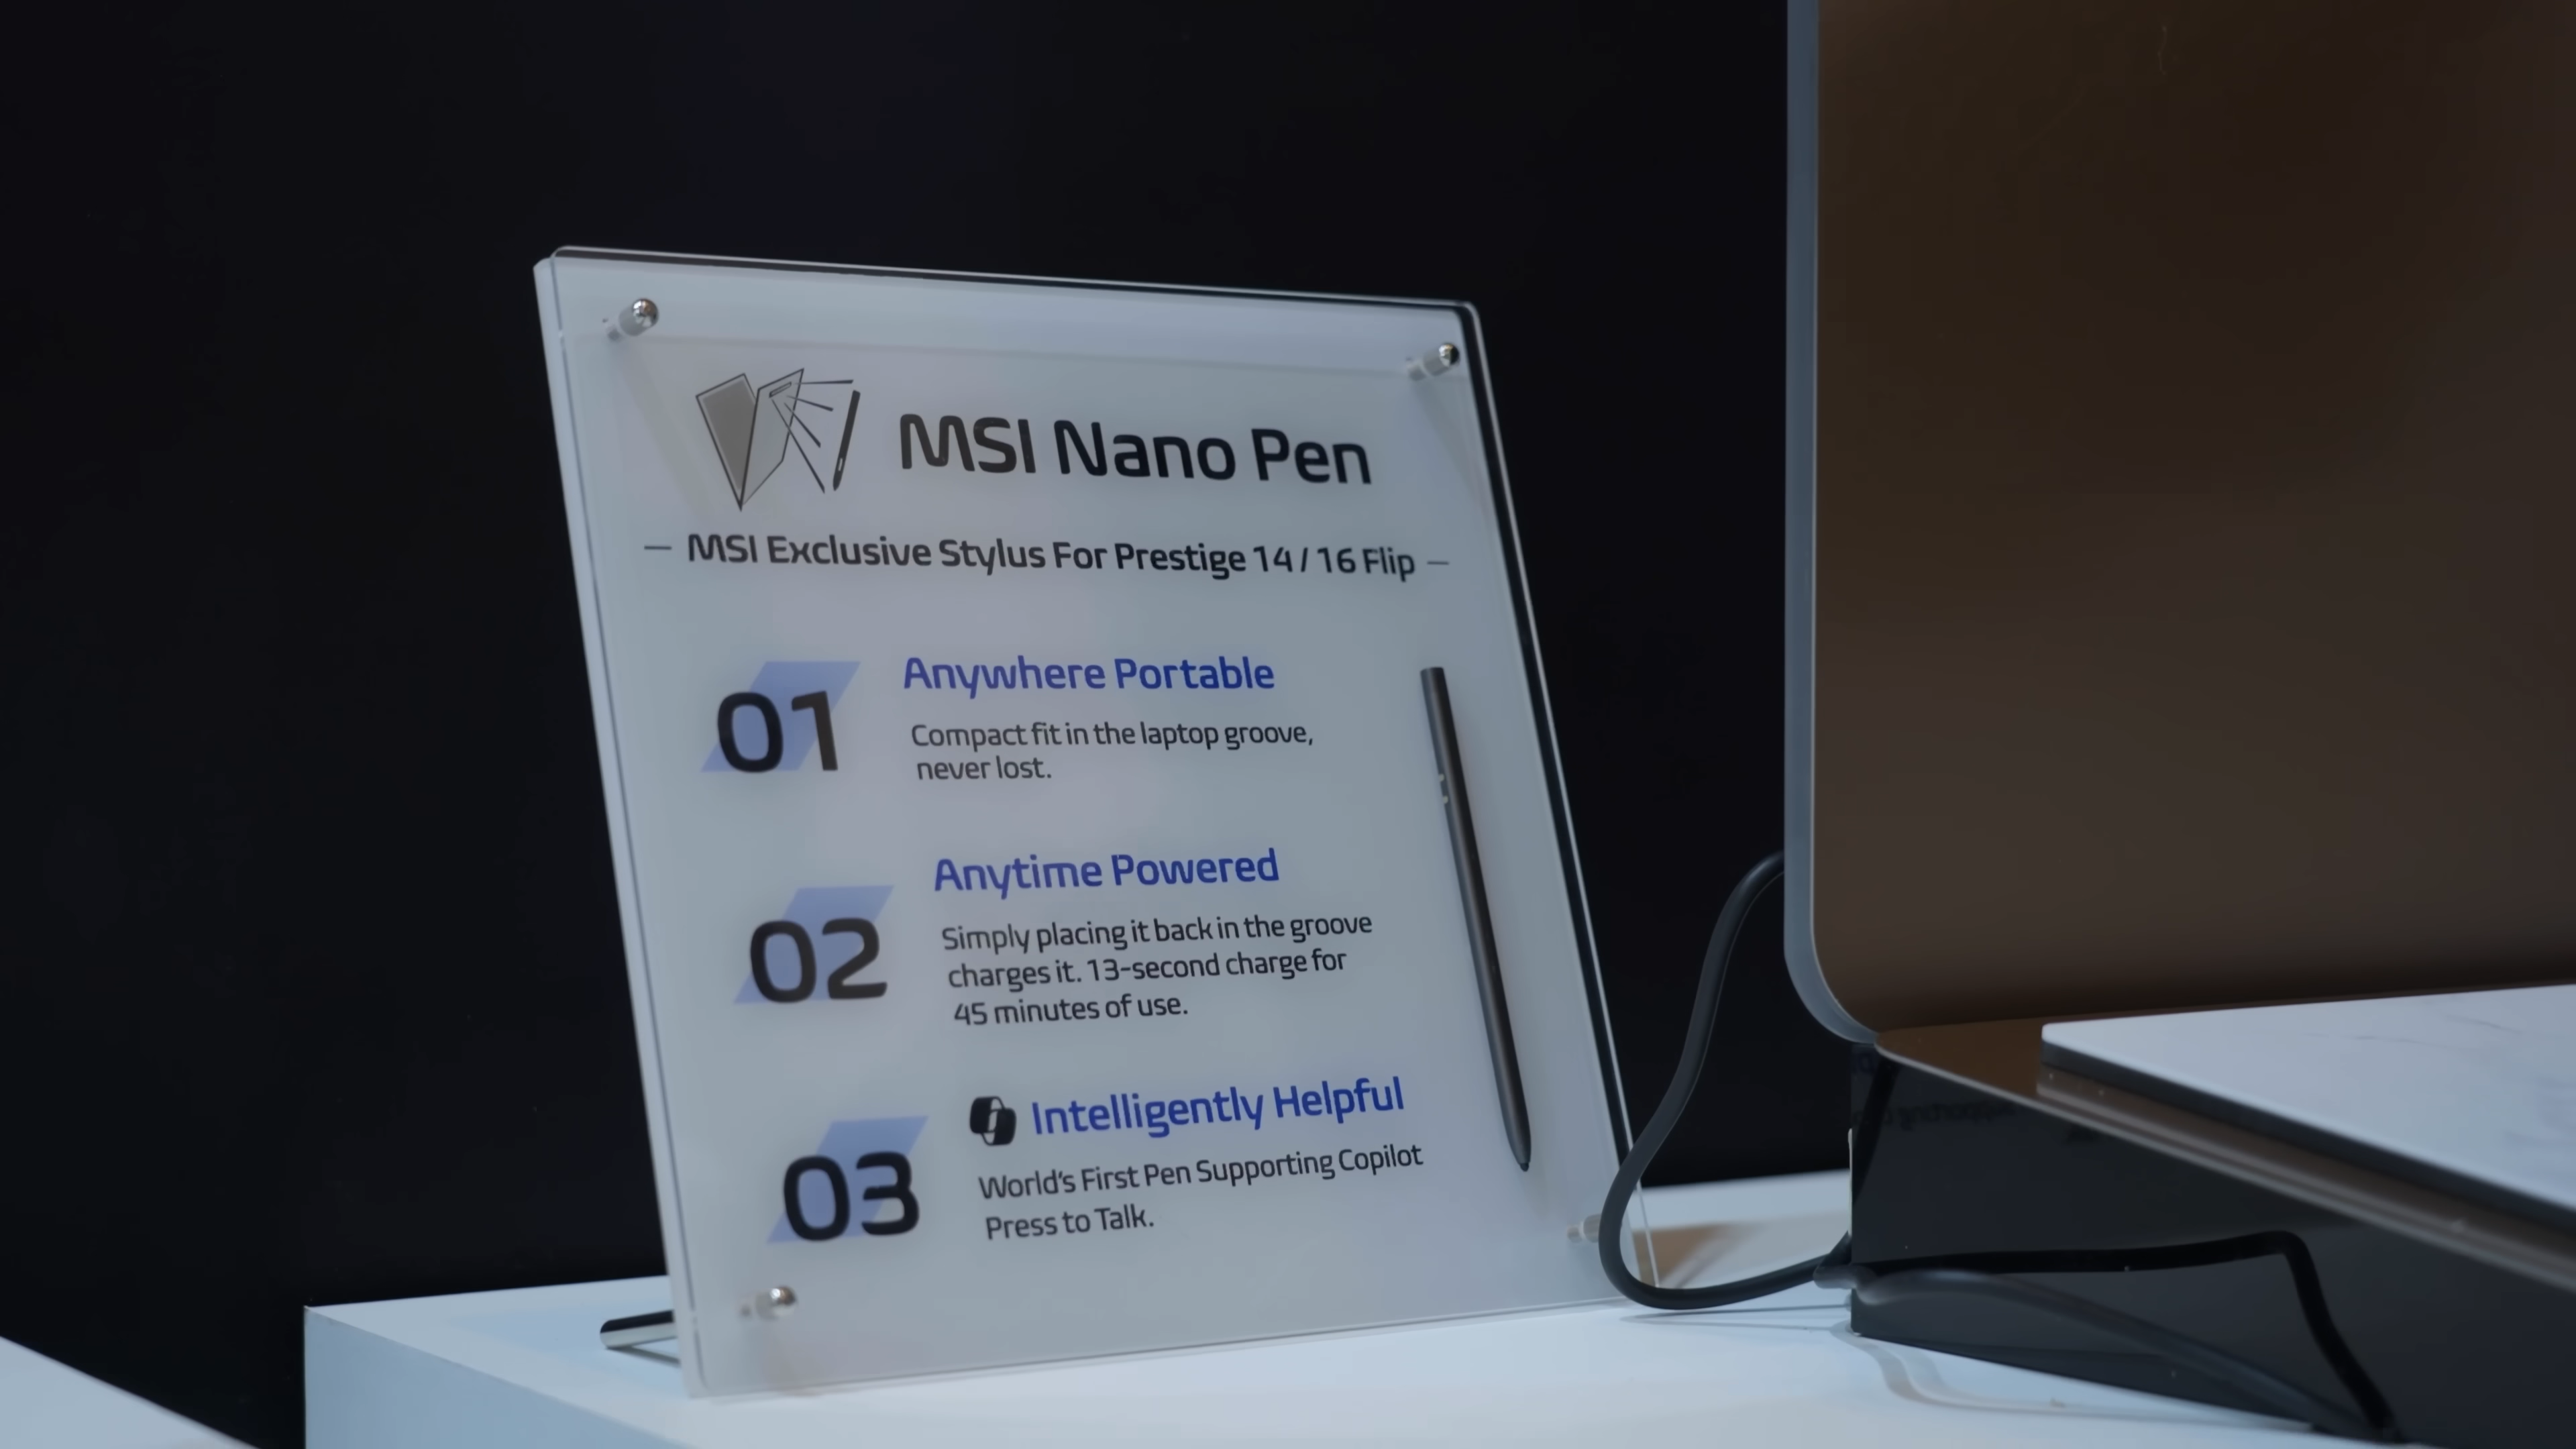 MSI Nano Pen
— MSI Exclusive Stylus For Prestige 14 / 16 Flip —
01
Anywhere Portable
Compact fit in the laptop groove,
never lost.
02
Anytime Powered
Simply placing it back in the groove
charges it. 13-second charge for
45 minutes of use.
03
Intelligently Helpful
World's First Pen Supporting Copilot
Press to Talk.